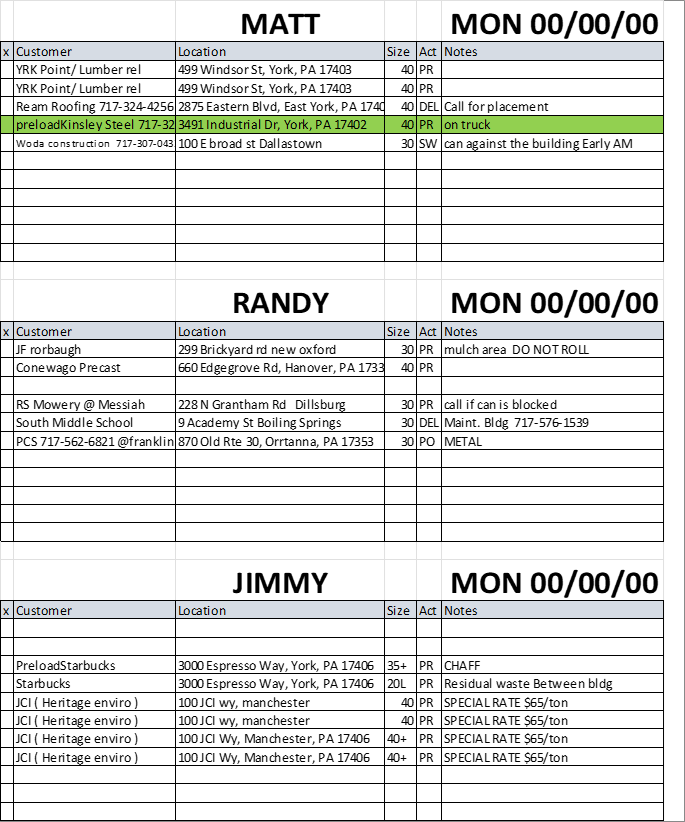 MATT MON 00/00/00
x Customer Location Size Act Notes
YRK Point/ Lumber rel 499 Windsor St, York, PA 17403 40 PR
YRK Point/ Lumber rel 499 Windsor St, York, PA 17403 40 PR
Ream Roofing 717-324-4256 2875 Eastern Blvd, East York, PA 1740 40 DEL Call for placement
preloadKinsley Steel 717-32 3491 Industrial Dr, York, PA 17402 40 PR on truck
Woda construction 717-307-043 100 E broad st Dallastown 30 SW can against the building Early AM
RANDY MON 00/00/00
x Customer Location Size Act Notes
JF rorbaugh 299 Brickyard rd new oxford 30 PR mulch area DO NOT ROLL
Conewago Precast 660 Edgegrove Rd, Hanover, PA 1733 40 PR
RS Mowery @ Messiah 228 N Grantham Rd Dillsburg 30 PR call if can is blocked
South Middle School 9 Academy St Boiling Springs 30 DEL Maint. Bldg 717-576-1539
PCS 717-562-6821 @franklin 870 Old Rte 30, Orrtanna, PA 17353 30 PO METAL
JIMMY MON 00/00/00
x Customer Location Size Act Notes
PreloadStarbucks 3000 Espresso Way, York, PA 17406 35+ PR CHAFF
Starbucks 3000 Espresso Way, York, PA 17406 20L PR Residual waste Between bldg
JCI ( Heritage enviro ) 100 JCI wy, manchester 40 PR SPECIAL RATE $65/ton
JCI ( Heritage enviro ) 100 JCI wy, manchester 40 PR SPECIAL RATE $65/ton
JCI ( Heritage enviro ) 100 JCI Wy, Manchester, PA 17406 40+ PR SPECIAL RATE $65/ton
JCI ( Heritage enviro ) 100 JCI Wy, Manchester, PA 17406 40+ PR SPECIAL RATE $65/ton